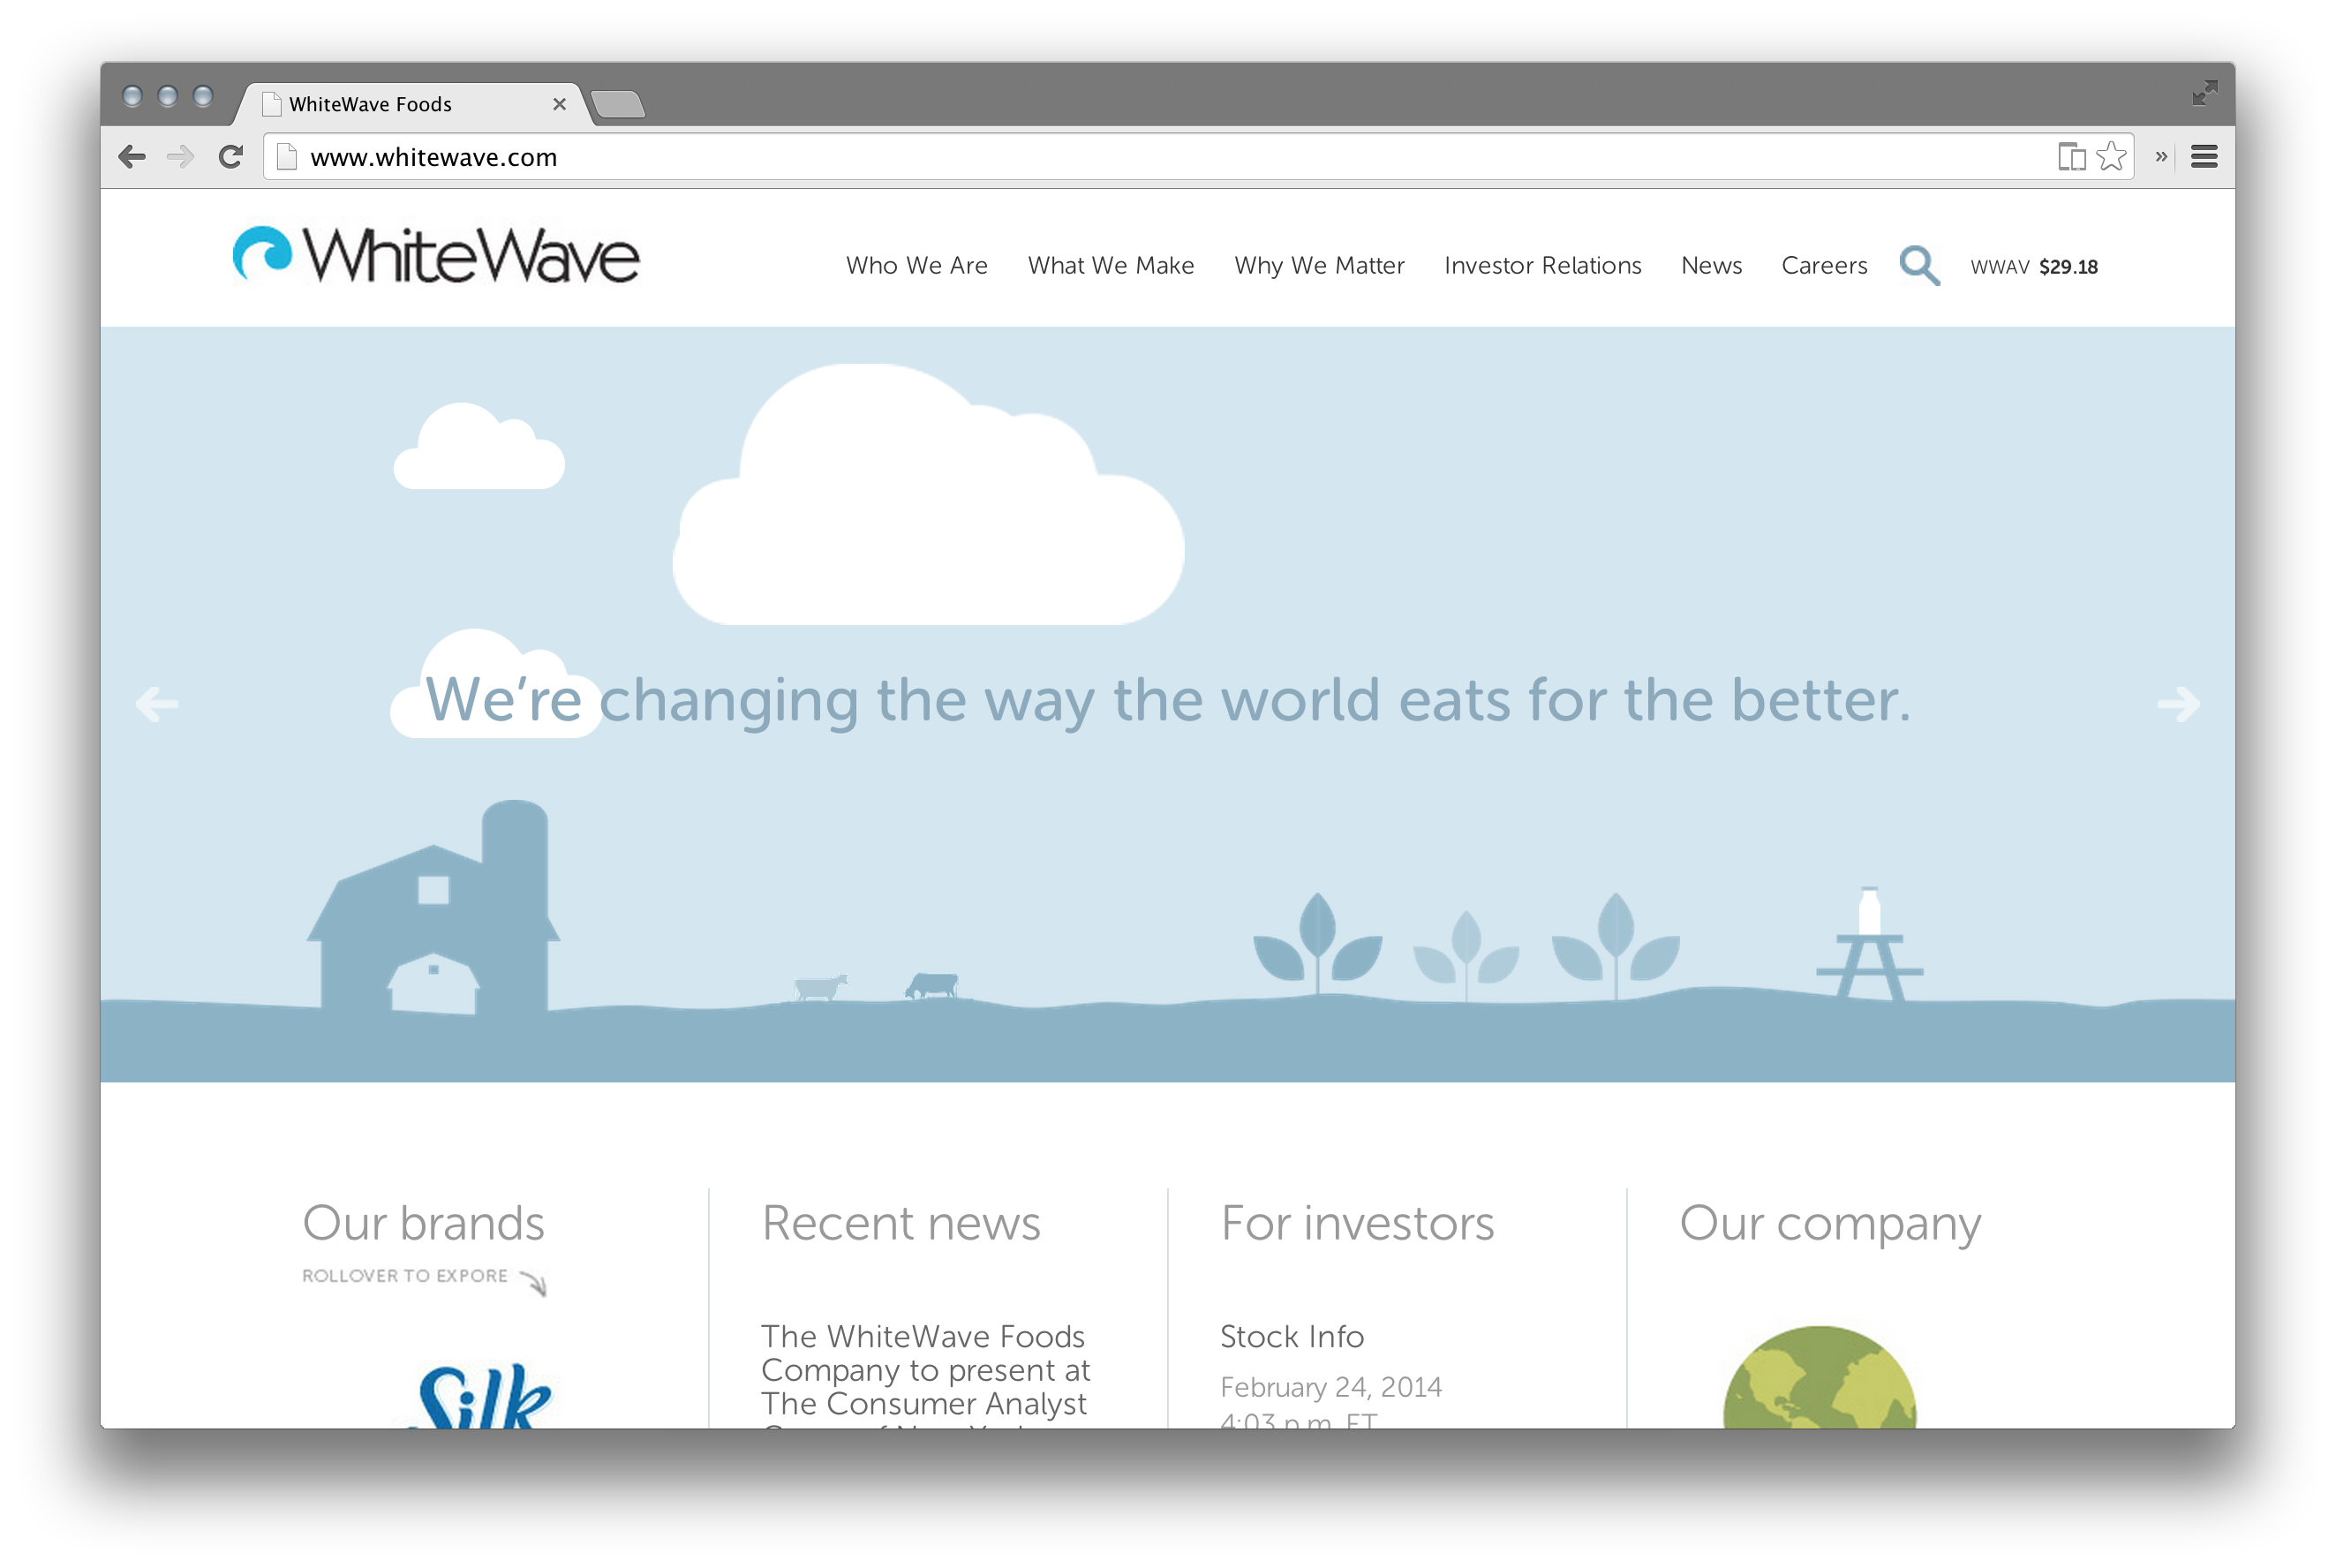 WhiteWave Foods
www.whitewave.com
WhiteWave
Who We Are What We Make Why We Matter Investor Relations News Careers WWAV $29.18
We're changing the way the world eats for the better.
Our brands
ROLLOVER TO EXPORE
Silk
Recent news
The WhiteWave Foods
Company to present at
The Consumer Analyst
For investors
Stock Info
February 24, 2014
4:03 p.m. ET
Our company